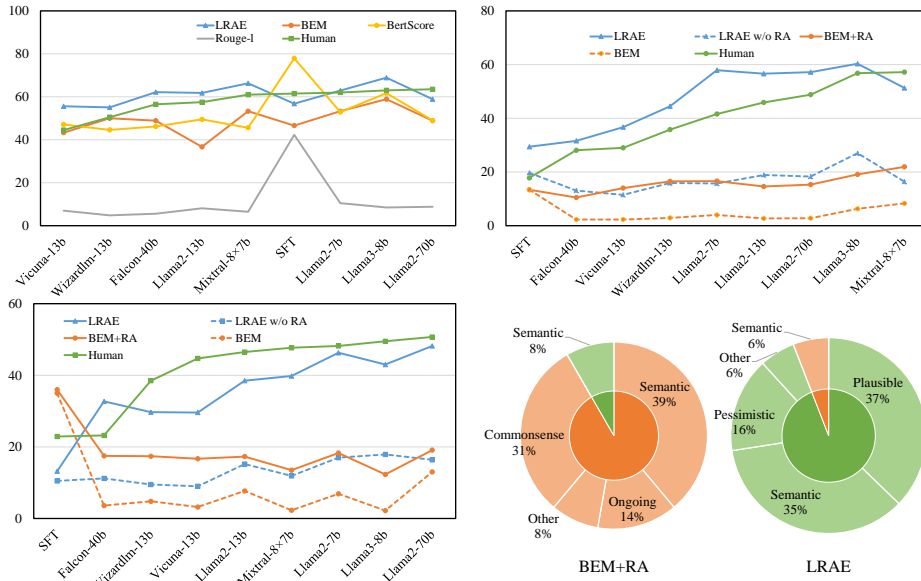 LRAE
BEM
BertScore
Rouge-l
Human
100
80
60
40
20
0
Vicuna-13b
Wizardlm-13b
Falcon-40b
Llama2-13b
Mixtral-8×7b
SFT
Llama2-7b
Llama3-8b
Llama2-70b
LRAE
LRAE w/o RA
BEM+RA
BEM
Human
80
60
40
20
0
SFT
Falcon-40b
Vicuna-13b
Wizardlm-13b
Llama2-7b
Llama2-13b
Llama2-70b
Llama3-8b
Mixtral-8×7b
LRAE
LRAE w/o RA
BEM+RA
BEM
Human
60
40
20
0
SFT
Falcon-40b
Wizardlm-13b
Vicuna-13b
Llama2-13b
Mixtral-8×7b
Llama2-7b
Llama3-8b
Llama2-70b
Semantic
8%
Semantic
39%
Commonsense
31%
Other
8%
Ongoing
14%
BEM+RA
Semantic
6%
Other
6%
Plausible
37%
Pessimistic
16%
Semantic
35%
LRAE